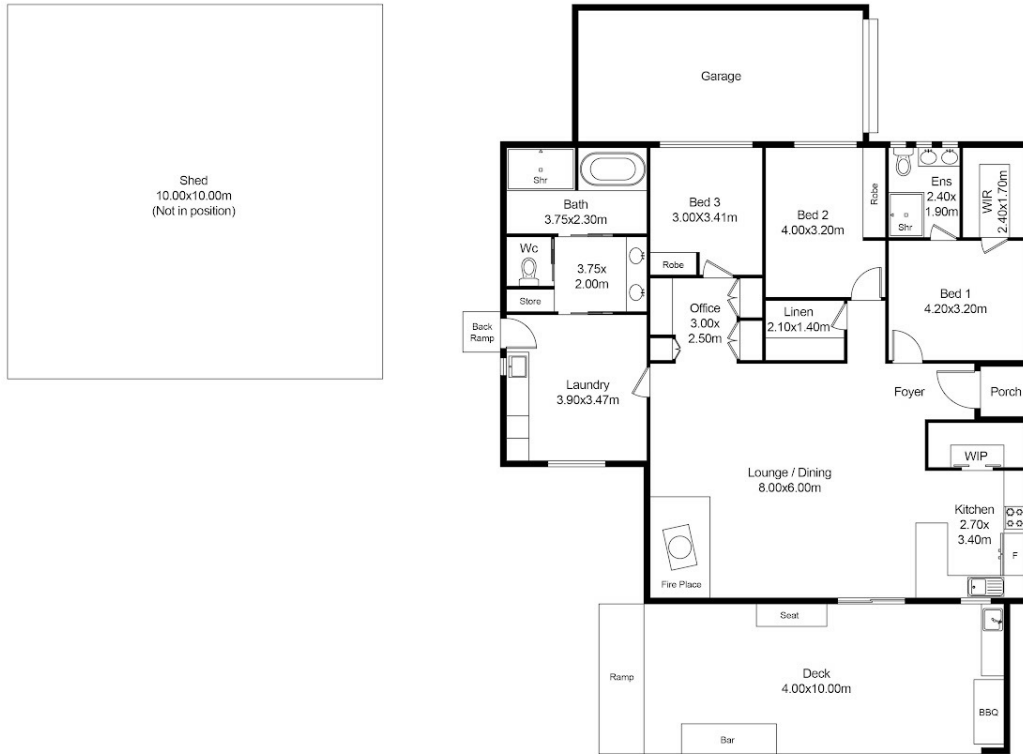 Shed
10.00x10.00m
(Not in position)
Garage
Shr
Bath
3.75x2.30m
Bed 3
3.00X3.41m
Robe
Bed 2
4.00x3.20m
Robe
Ens
2.40x
1.90m
Shr
WIR
2.40x1.70m
Wc
Store
3.75x
2.00m
Office
3.00x
2.50m
Linen
2.10x1.40m
Bed 1
4.20x3.20m
Back
Ramp
Laundry
3.90x3.47m
Foyer
Porch
WIP
Lounge / Dining
8.00x6.00m
Kitchen
2.70x
3.40m
F
Fire Place
Seat
Ramp
Deck
4.00x10.00m
BBQ
Bar